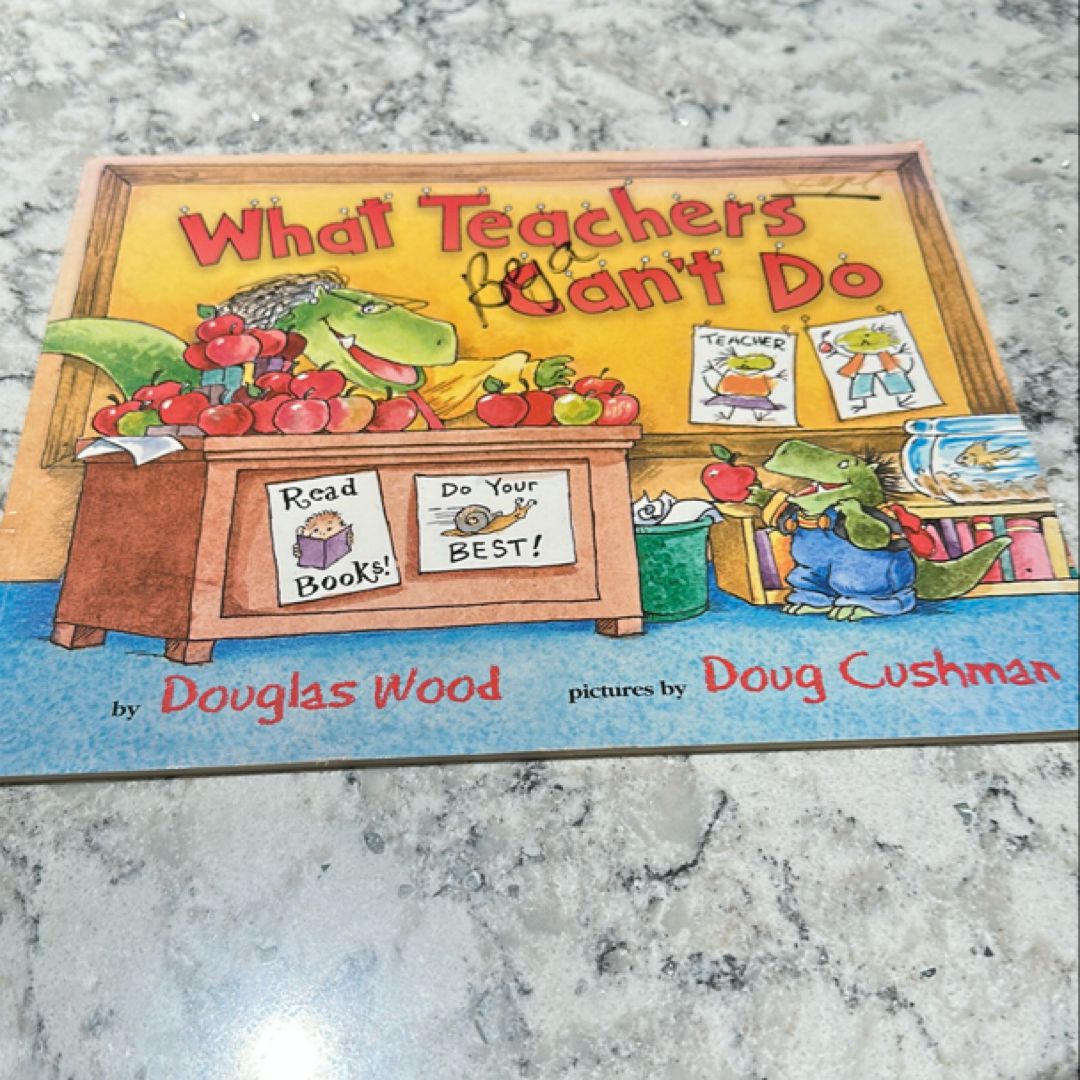 What Teachers
Can't Do
TEACHER
Read
Books!
Do Your
BEST!
by Douglas Wood
pictures by Doug Cushman